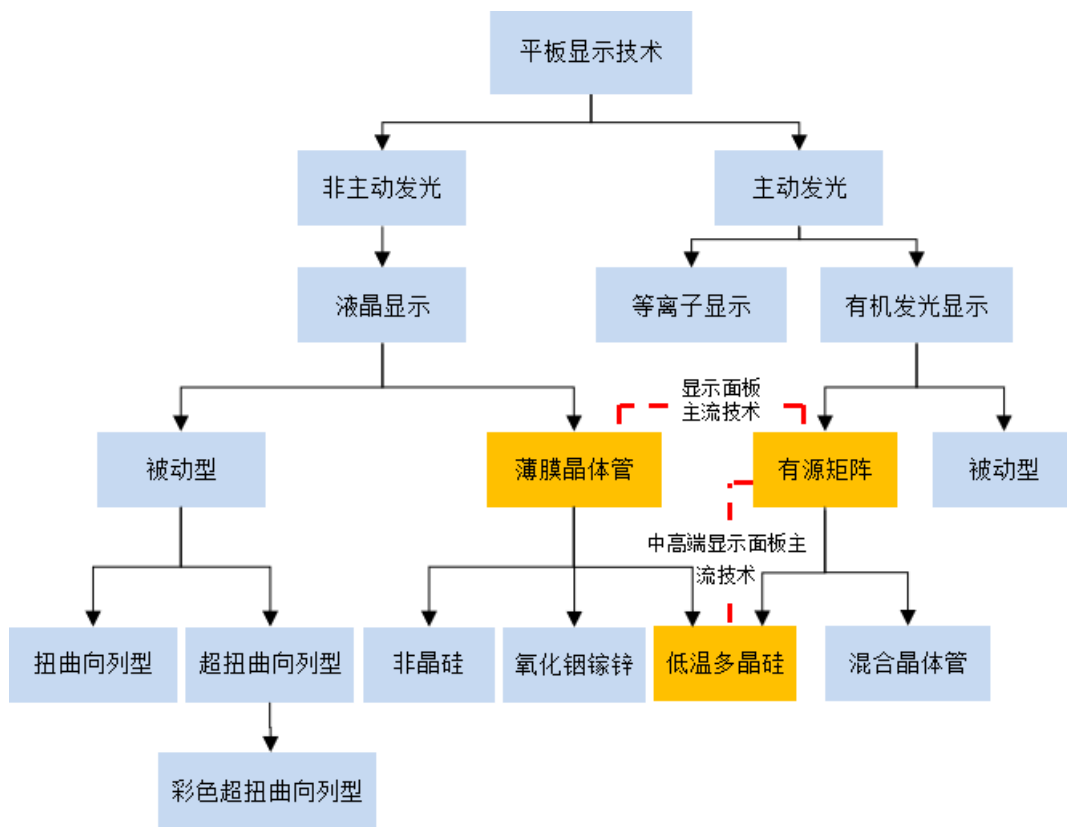 平板显示技术
非主动发光
主动发光
液晶显示
等离子显示
有机发光显示
显示面板
主流技术
被动型
薄膜晶体管
有源矩阵
被动型
中高端显示面板主
流技术
扭曲向列型
超扭曲向列型
非晶硅
氧化铟镓锌
低温多晶硅
混合晶体管
彩色超扭曲向列型